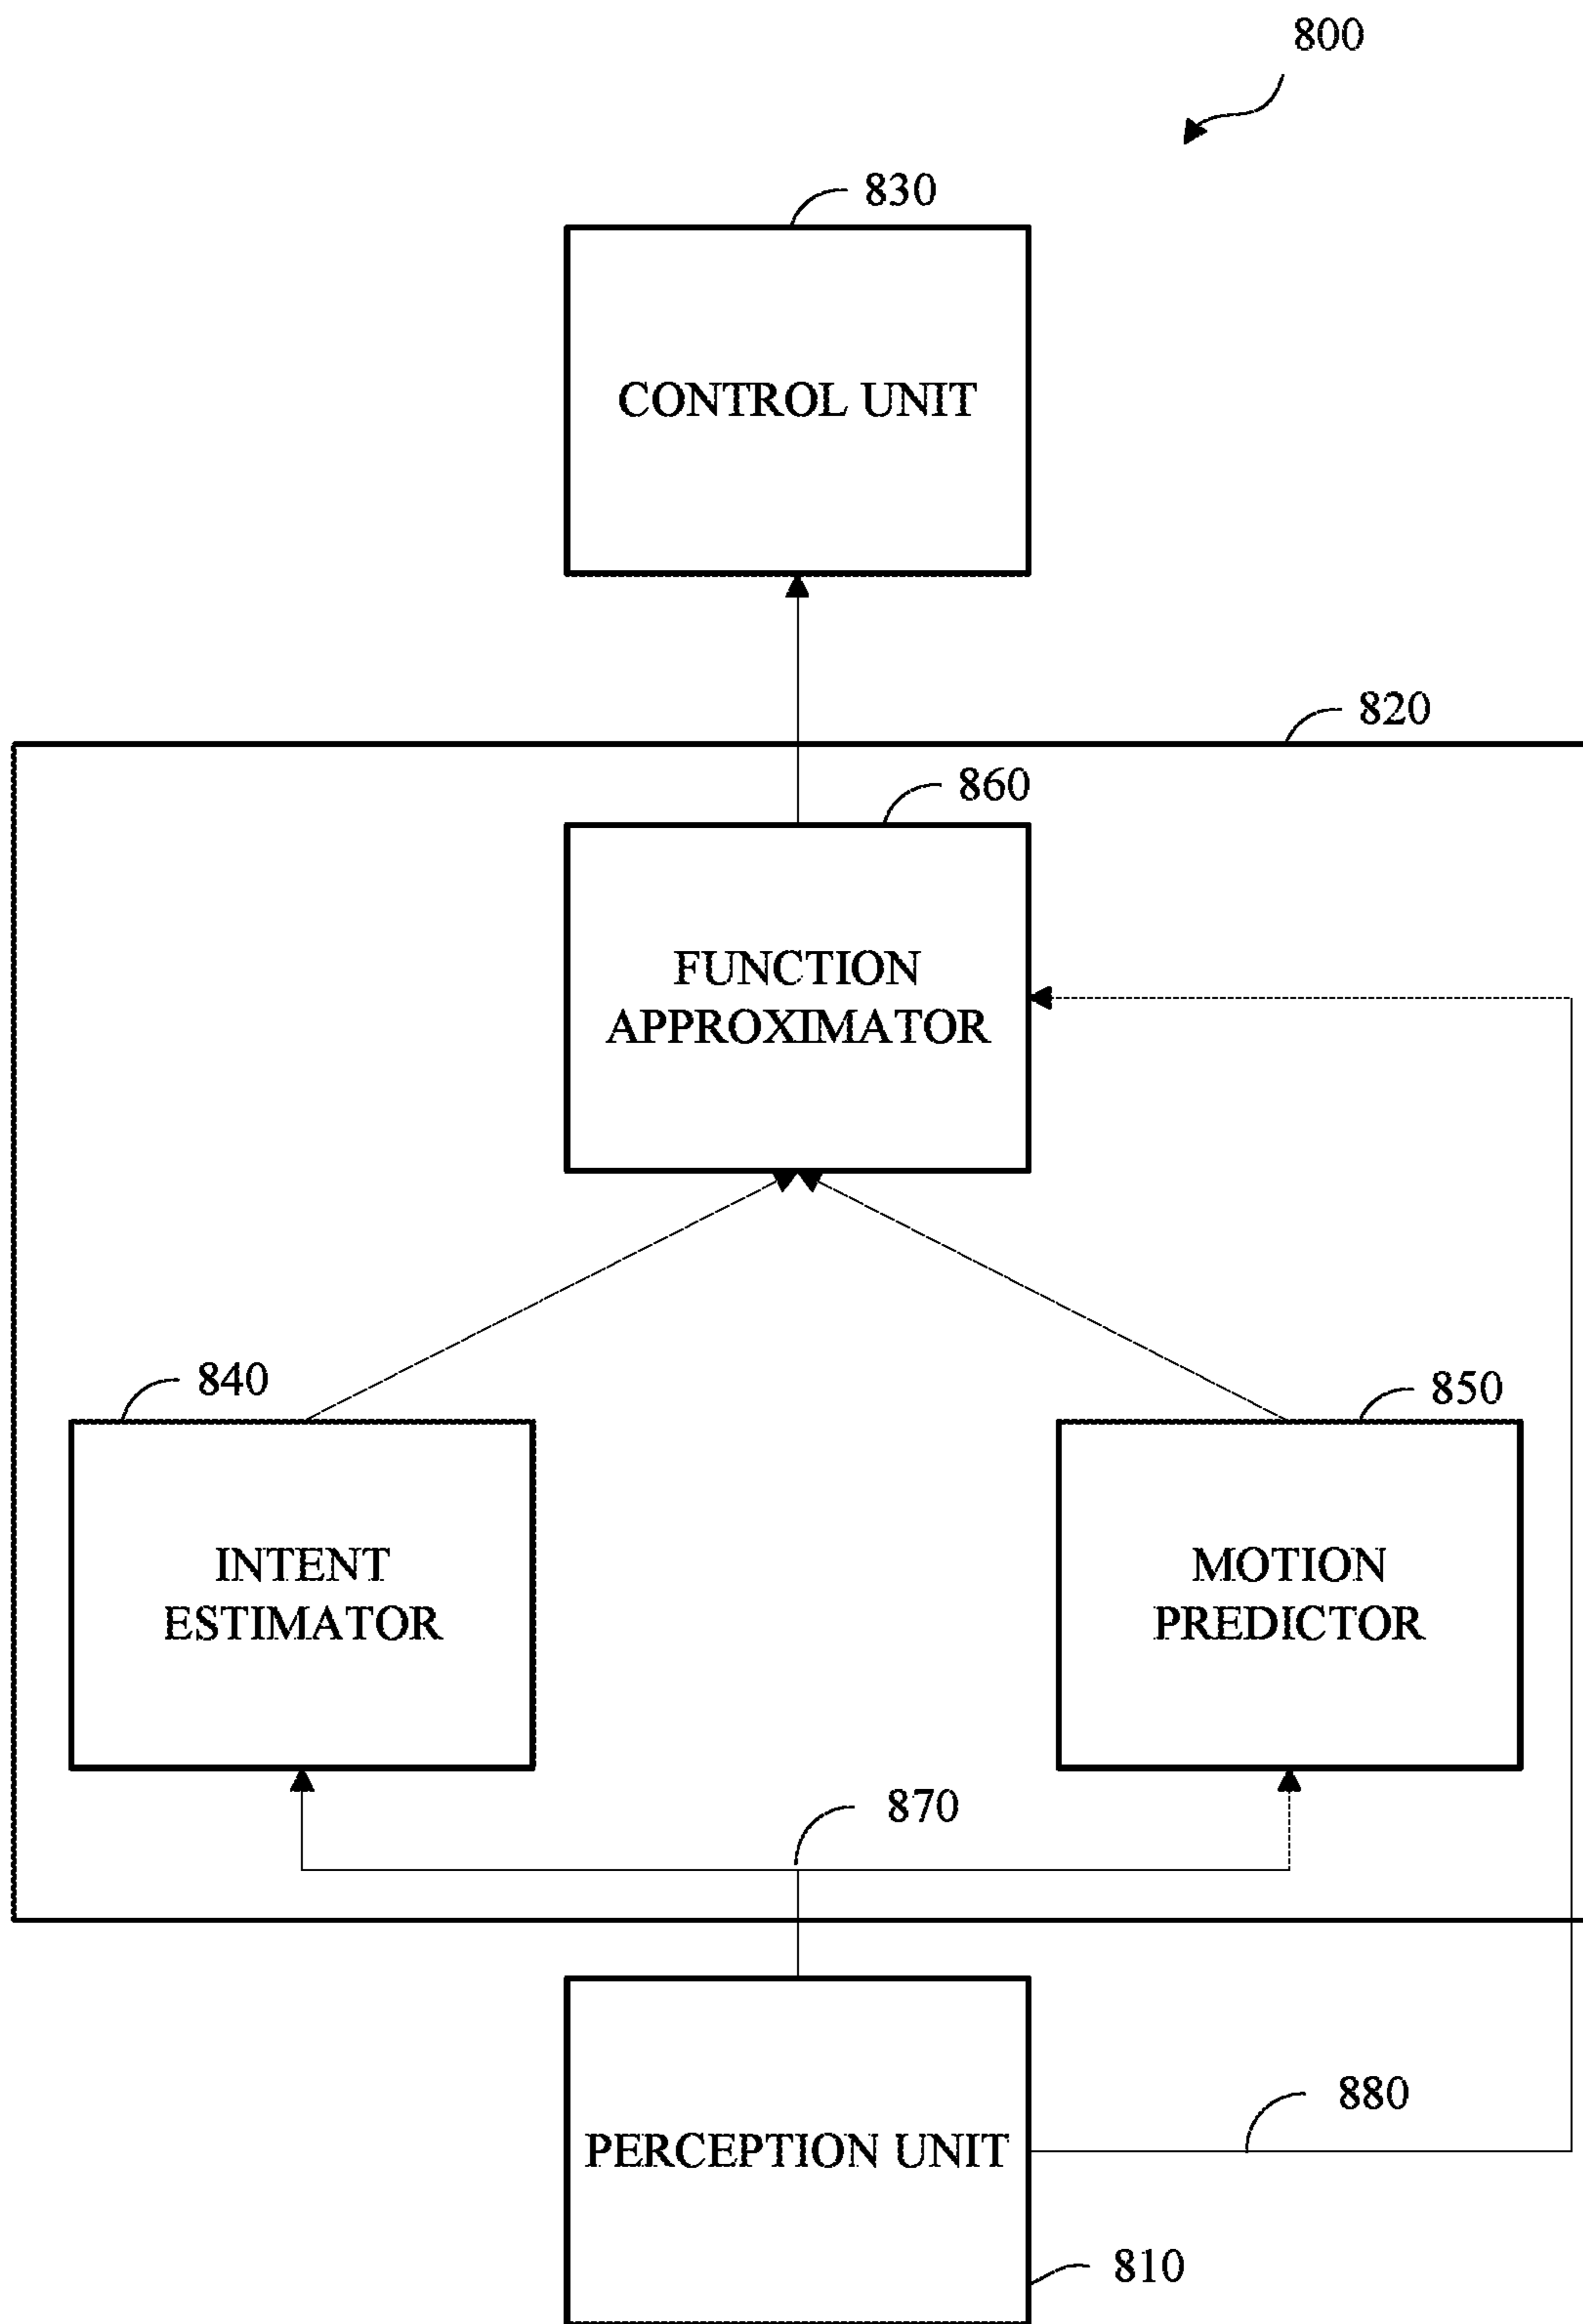 800
830
CONTROL UNIT
820
860
FUNCTION
APPROXIMATOR
840
850
INTENT
ESTIMATOR
MOTION
PREDICTOR
870
880
PERCEPTION UNIT
810